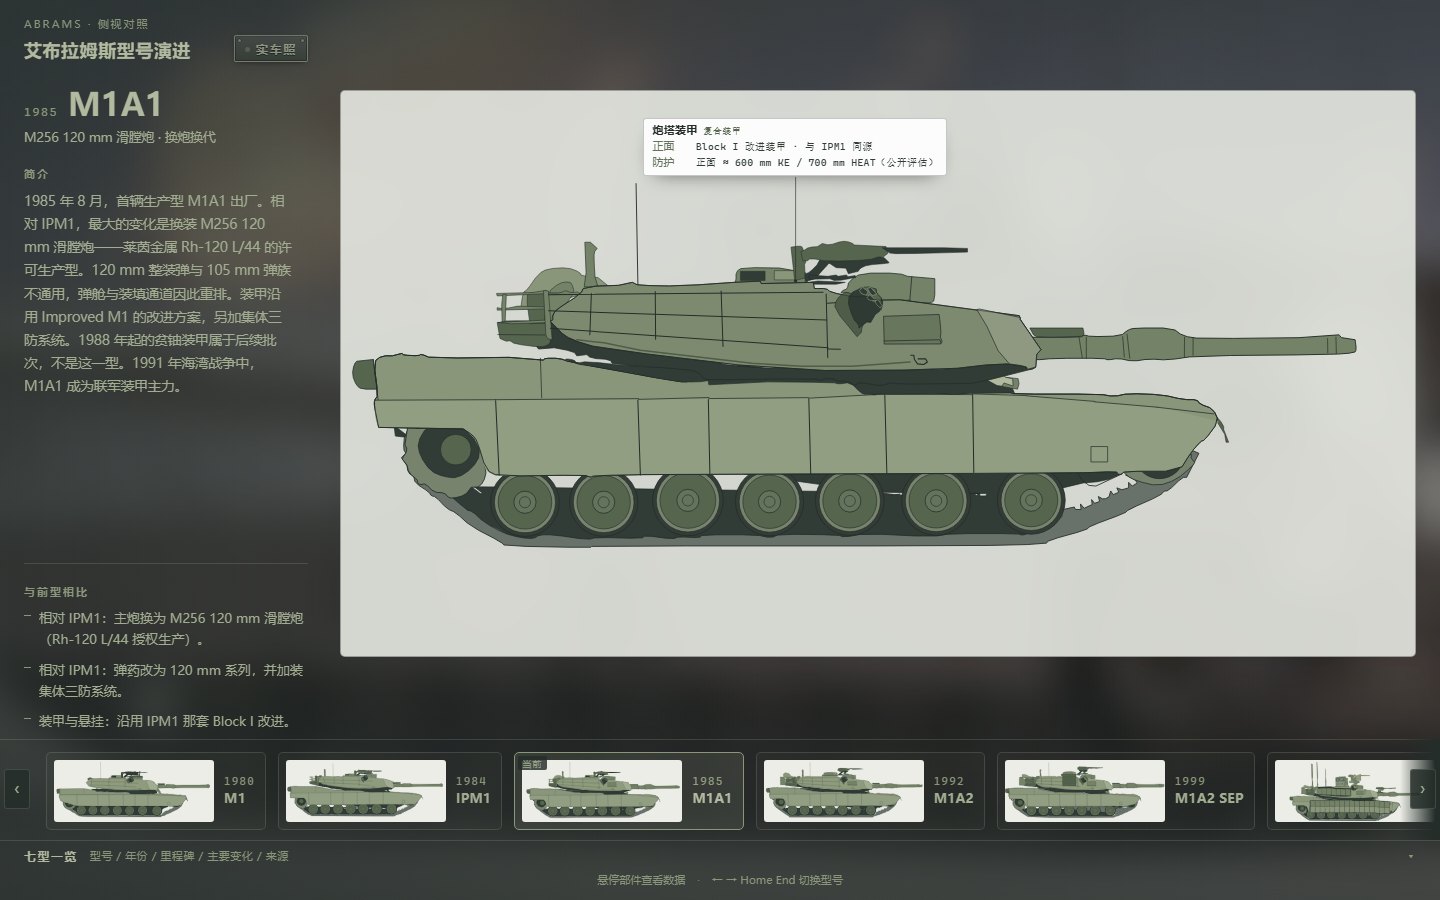 ABRAMS · 侧视对照
艾布拉姆斯型号演进
实车照
1985 M1A1
M256 120 mm 滑膛炮 · 换炮换代
简介
1985 年 8 月，首辆生产型 M1A1 出厂。相
对 IPM1，最大的变化是换装 M256 120
mm 滑膛炮——莱茵金属 Rh-120 L/44 的许
可生产型。120 mm 整装弹与 105 mm 弹族
不通用，弹舱与装填通道因此重排。装甲沿
用 Improved M1 的改进方案，另加集体三
防系统。1988 年起的贫铀装甲属于后续批
次，不是这一型。1991 年海湾战争中，
M1A1 成为联军装甲主力。
与前型相比
– 相对 IPM1：主炮换为 M256 120 mm 滑膛炮
（Rh-120 L/44 授权生产）。
– 相对 IPM1：弹药改为 120 mm 系列，并加装
集体三防系统。
– 装甲与悬挂：沿用 IPM1 那套 Block I 改进。
炮塔装甲 复合装甲
正面 Block I 改进装甲 · 与 IPM1 同源
防护 正面 ≈ 600 mm KE / 700 mm HEAT（公开评估）
‹
1980
M1
1984
IPM1
当前
1985
M1A1
1992
M1A2
1999
M1A2 SEP
›
七型一览 型号 / 年份 / 里程碑 / 主要变化 / 来源
悬停部件查看数据 · ← → Home End 切换型号